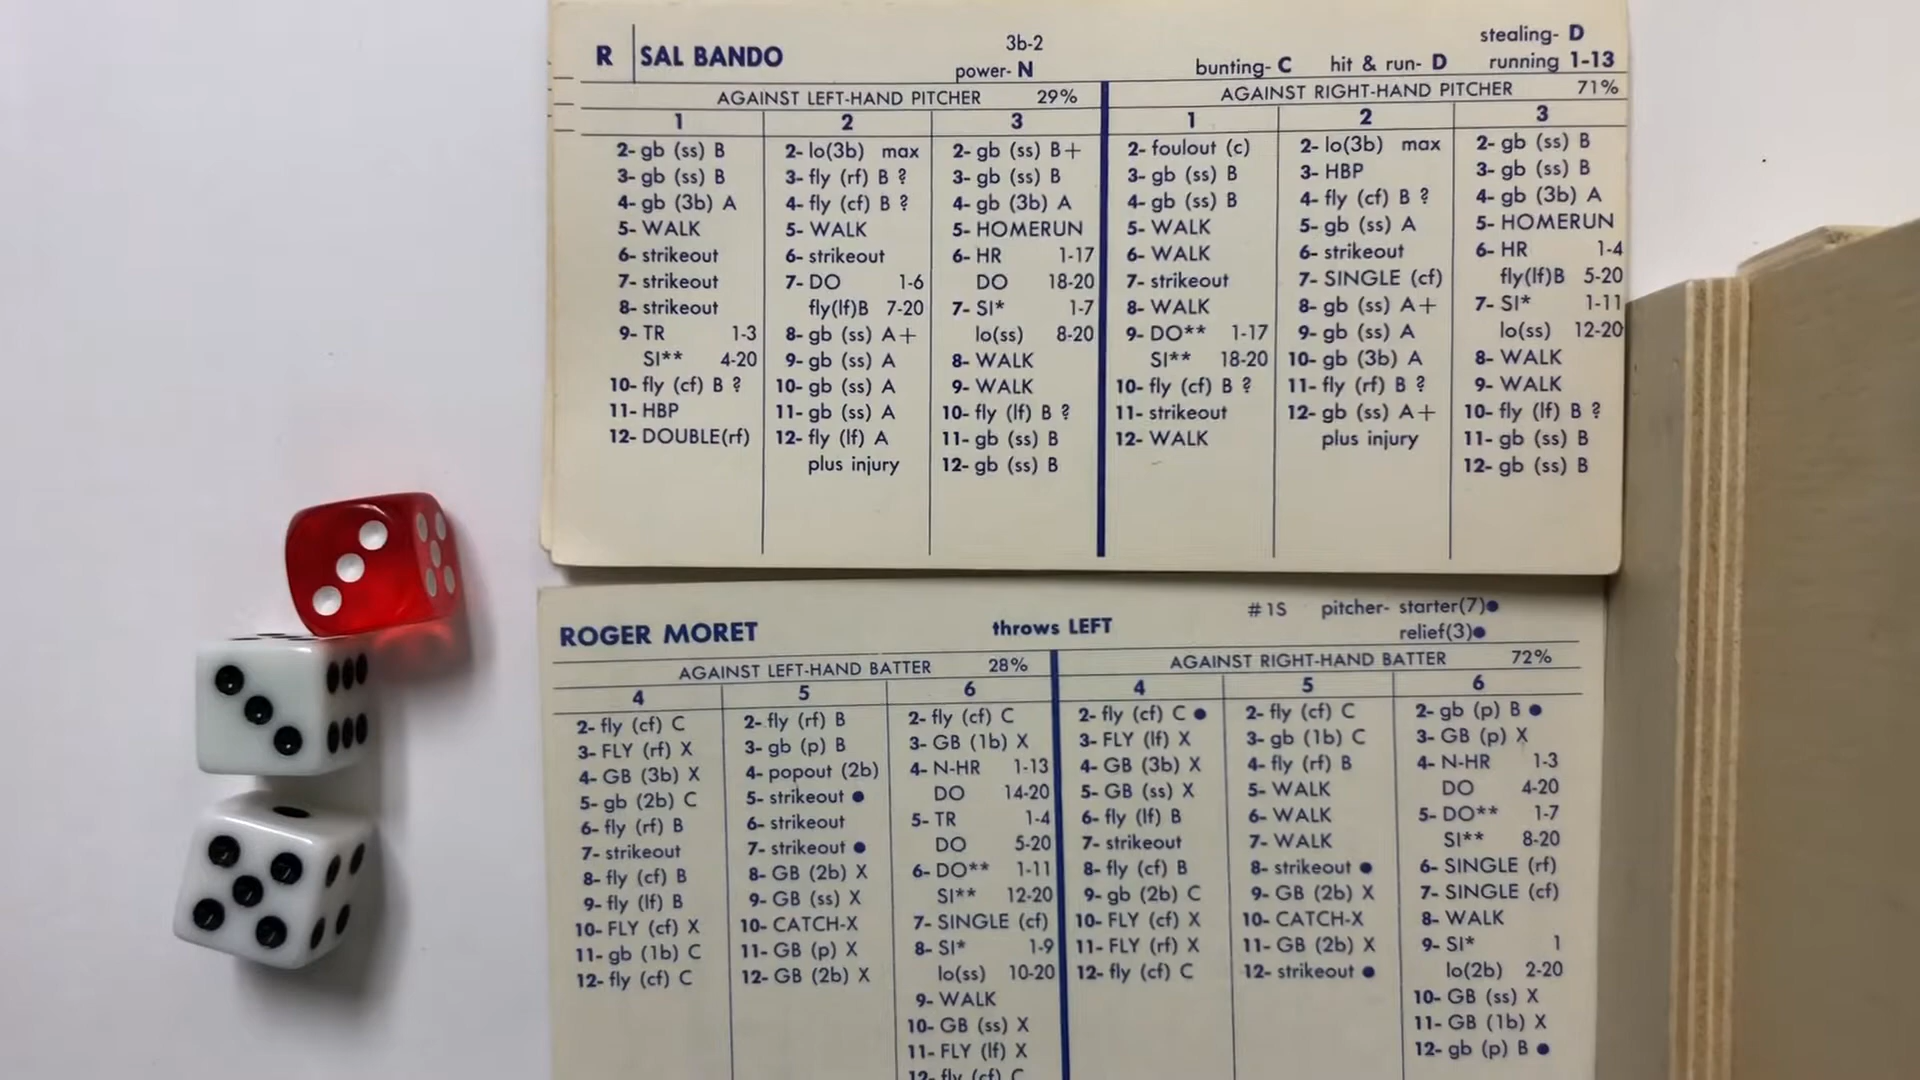 R SAL BANDO 3b-2 power- N bunting- C hit & run- D stealing- D running 1-13
AGAINST LEFT-HAND PITCHER 29% AGAINST RIGHT-HAND PITCHER 71%
1 2 3 1 2 3
2- gb (ss) B 2- lo(3b) max 2- gb (ss) B+ 2- foulout (c) 2- lo(3b) max 2- gb (ss) B
3- gb (ss) B 3- fly (rf) B ? 3- gb (ss) B 3- gb (ss) B 3- HBP 3- gb (ss) B
4- gb (3b) A 4- fly (cf) B ? 4- gb (3b) A 4- gb (ss) B 4- fly (cf) B ? 4- gb (3b) A
5- WALK 5- WALK 5- HOMERUN 5- WALK 5- gb (ss) A 5- HOMERUN
6- strikeout 6- strikeout 6- HR 1-17 6- WALK 6- strikeout 6- HR 1-4
7- strikeout 7- DO 1-6 DO 18-20 7- strikeout 7- SINGLE (cf) fly(lf)B 5-20
8- strikeout fly(lf)B 7-20 7- SI* 1-7 8- WALK 8- gb (ss) A+ 7- SI* 1-11
9- TR 1-3 8- gb (ss) A+ lo(ss) 8-20 9- DO** 1-17 9- gb (ss) A lo(ss) 12-20
SI** 4-20 9- gb (ss) A 8- WALK SI** 18-20 10- gb (3b) A 8- WALK
10- fly (cf) B ? 10- gb (ss) A 9- WALK 10- fly (cf) B ? 11- fly (rf) B ? 9- WALK
11- HBP 11- gb (ss) A 10- fly (lf) B ? 11- strikeout 12- gb (ss) A+ 10- fly (lf) B ?
12- DOUBLE(rf) 12- fly (lf) A 11- gb (ss) B 12- WALK plus injury 11- gb (ss) B
plus injury 12- gb (ss) B 12- gb (ss) B
ROGER MORET throws LEFT #1S pitcher- starter(7)●
relief(3)●
AGAINST LEFT-HAND BATTER 28% AGAINST RIGHT-HAND BATTER 72%
4 5 6 4 5 6
2- fly (cf) C 2- fly (rf) B 2- fly (cf) C 2- fly (cf) C ● 2- fly (cf) C 2- gb (p) B ●
3- FLY (rf) X 3- gb (p) B 3- GB (1b) X 3- FLY (lf) X 3- gb (1b) C 3- GB (p) X
4- GB (3b) X 4- popout (2b) 4- N-HR 1-13 4- GB (3b) X 4- fly (rf) B 4- N-HR 1-3
5- gb (2b) C 5- strikeout ● DO 14-20 5- GB (ss) X 5- WALK DO 4-20
6- fly (rf) B 6- strikeout 5- TR 1-4 6- fly (lf) B 6- WALK 5- DO** 1-7
7- strikeout 7- strikeout ● DO 5-20 7- strikeout 7- WALK SI** 8-20
8- fly (cf) B 8- GB (2b) X 6- DO** 1-11 8- fly (cf) B 8- strikeout ● 6- SINGLE (rf)
9- fly (lf) B 9- GB (ss) X SI** 12-20 9- gb (2b) C 9- GB (2b) X 7- SINGLE (cf)
10- FLY (cf) X 10- CATCH-X 7- SINGLE (cf) 10- FLY (cf) X 10- CATCH-X 8- WALK
11- gb (1b) C 11- GB (p) X 8- SI* 1-9 11- FLY (rf) X 11- GB (2b) X 9- SI* 1
12- fly (cf) C 12- GB (2b) X lo(ss) 10-20 12- fly (cf) C 12- strikeout ● lo(2b) 2-20
9- WALK 10- GB (ss) X
10- GB (ss) X 11- GB (1b) X
11- FLY (lf) X 12- gb (p) B ●
12- fly (cf) C